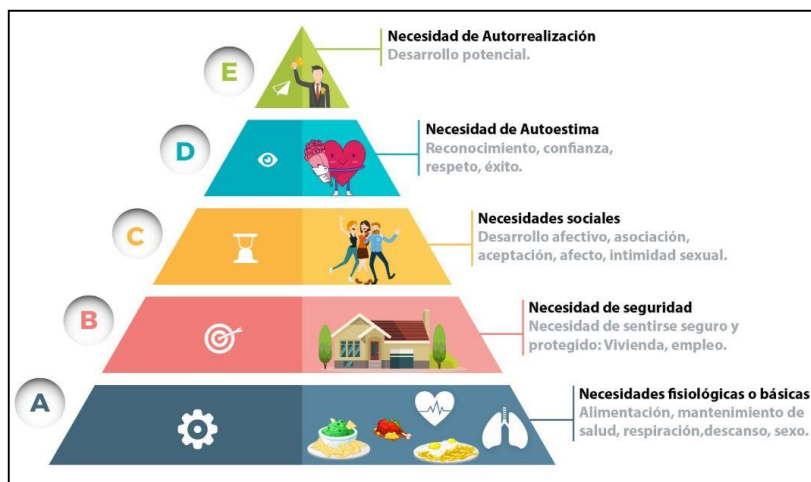 E
Necesidad de Autorrealización
Desarrollo potencial.
D
Necesidad de Autoestima
Reconocimiento, confianza,
respeto, éxito.
C
Necesidades sociales
Desarrollo afectivo, asociación,
aceptación, afecto, intimidad sexual.
B
Necesidad de seguridad
Necesidad de sentirse seguro y
protegido: Vivienda, empleo.
A
Necesidades fisiológicas o básicas
Alimentación, mantenimiento de
salud, respiración,descanso, sexo.